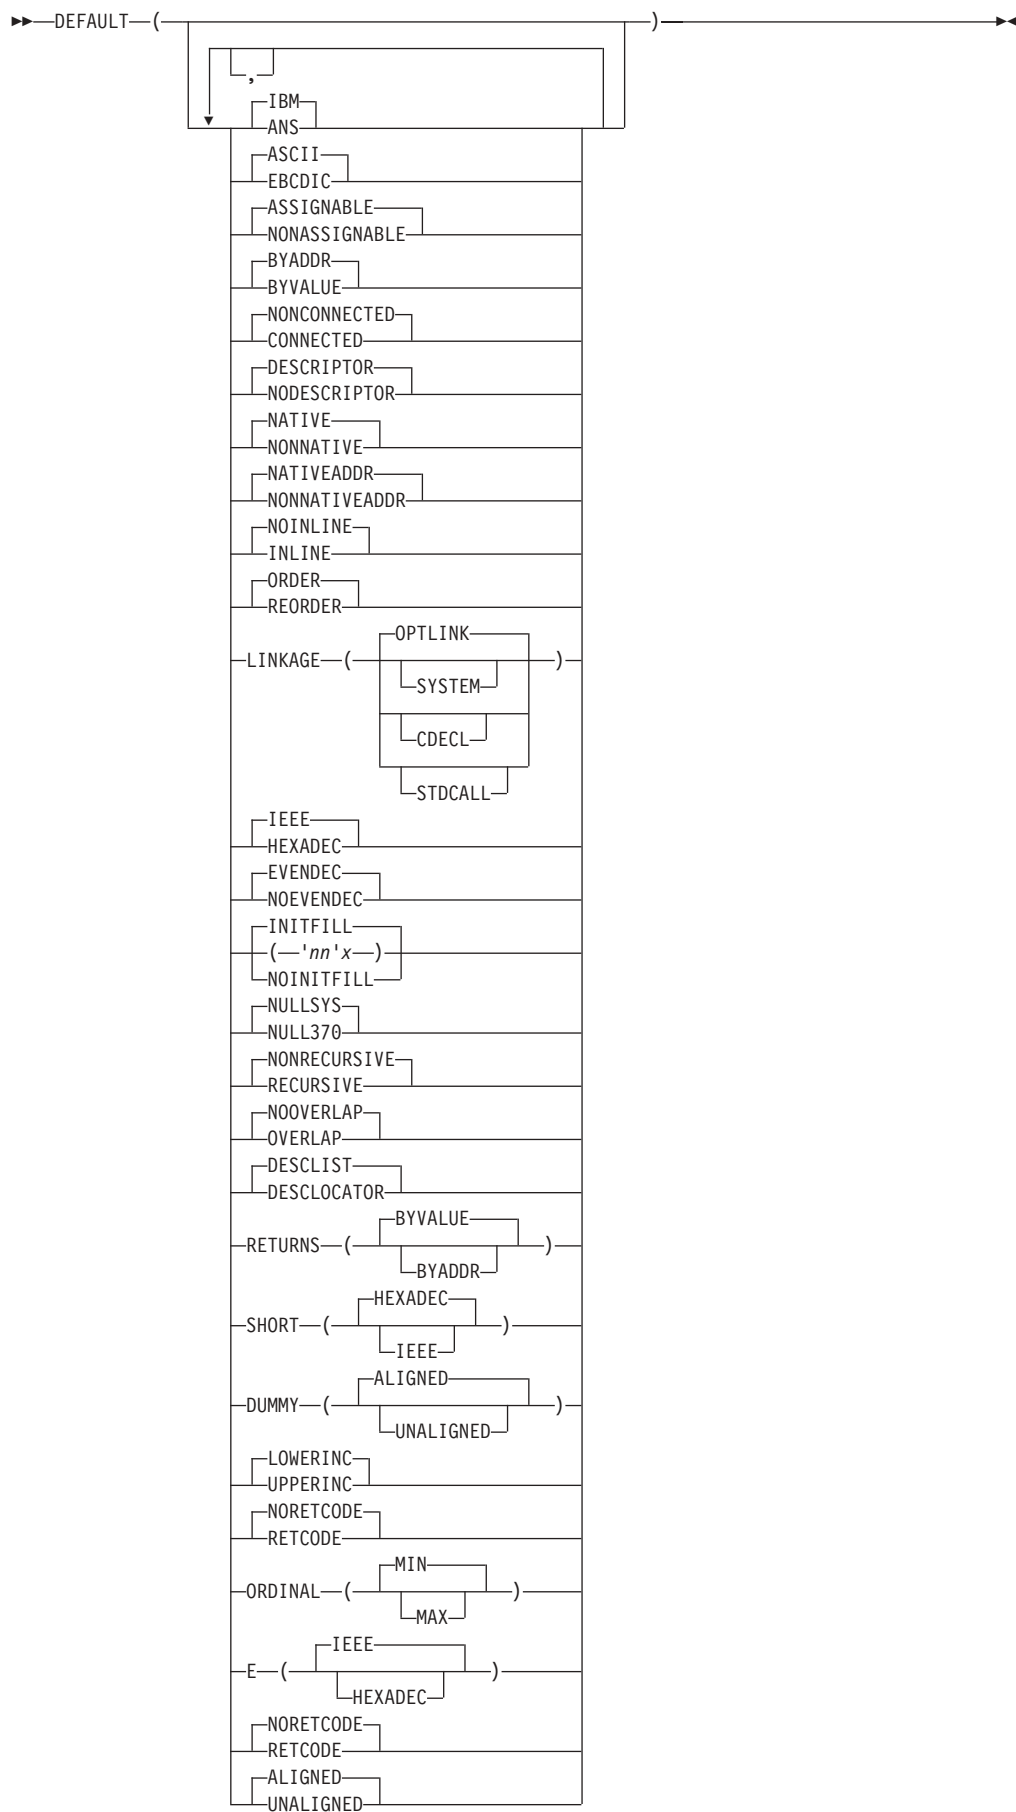 DEFAULT ( )
,
IBM
ANS
ASCII
EBCDIC
ASSIGNABLE
NONASSIGNABLE
BYADDR
BYVALUE
NONCONNECTED
CONNECTED
DESCRIPTOR
NODESCRIPTOR
NATIVE
NONNATIVE
NATIVEADDR
NONNATIVEADDR
NOINLINE
INLINE
ORDER
REORDER
OPTLINK
LINKAGE ( )
SYSTEM
CDECL
STDCALL
IEEE
HEXADEC
EVENDEC
NOEVENDEC
INITFILL
( 'nn'x )
NOINITFILL
NULLSYS
NULL370
NONRECURSIVE
RECURSIVE
NOOVERLAP
OVERLAP
DESCLIST
DESCLOCATOR
BYVALUE
RETURNS ( )
BYADDR
HEXADEC
SHORT ( )
IEEE
ALIGNED
DUMMY ( )
UNALIGNED
LOWERINC
UPPERINC
NORETCODE
RETCODE
MIN
ORDINAL ( )
MAX
IEEE
E ( )
HEXADEC
NORETCODE
RETCODE
ALIGNED
UNALIGNED